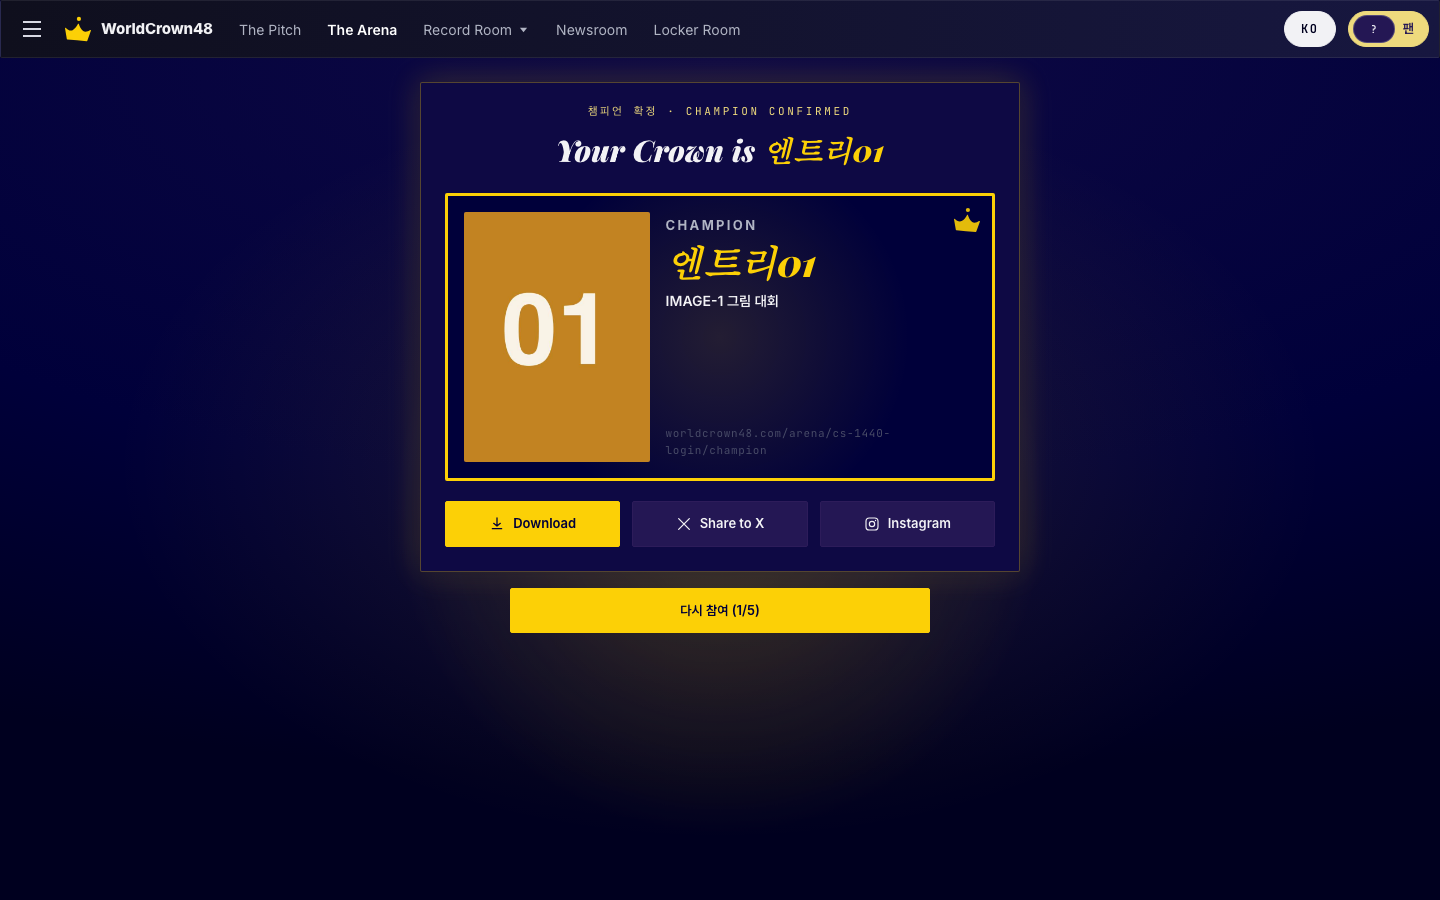 WorldCrown48
The Pitch
The Arena
Record Room
Newsroom
Locker Room
KO
?
팬
챔피언 확정 · CHAMPION CONFIRMED
Your Crown is 엔트리01
01
CHAMPION
엔트리01
IMAGE-1 그림 대회
worldcrown48.com/arena/cs-1440-
login/champion
Download
Share to X
Instagram
다시 참여 (1/5)